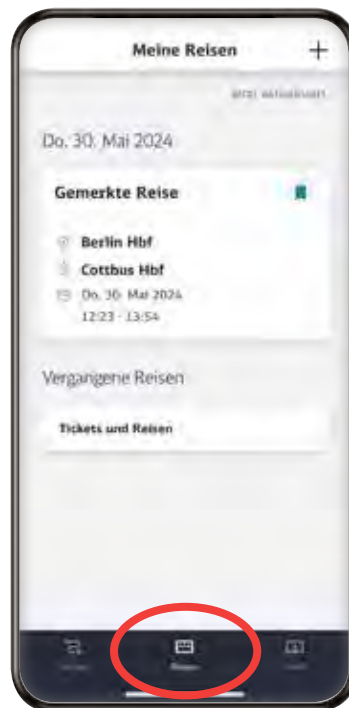 Meine Reisen
Do. 30. Mai 2024
Gemerkte Reise
Berlin Hbf
Cottbus Hbf
Do. 30. Mai 2024
12:23 - 13:54
Vergangene Reisen
Tickets und Reisen
Reisen